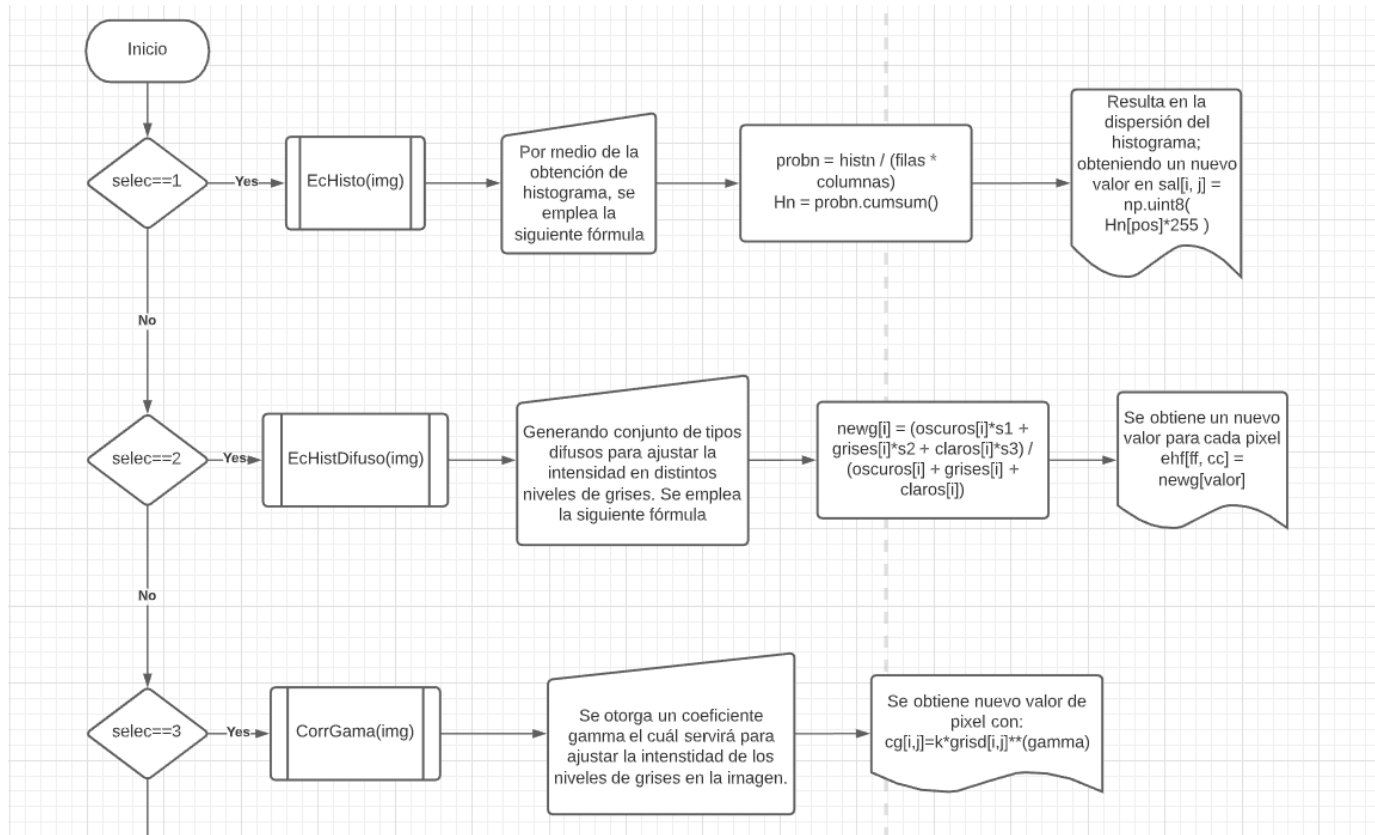 Inicio
selec==1
Yes
EcHisto(img)
Por medio de la
obtención de
histograma, se
emplea la
siguiente fórmula
probn = histn / (filas *
columnas)
Hn = probn.cumsum()
Resulta en la
dispersión del
histograma;
obteniendo un nuevo
valor en sal[i, j] =
np.uint8(
Hn[pos]*255 )
No
selec==2
Yes
EcHistDifuso(img)
Generando conjunto de tipos
difusos para ajustar la
intensidad en distintos
niveles de grises. Se emplea
la siguiente fórmula
newg[i] = (oscuros[i]*s1 +
grises[i]*s2 + claros[i]*s3) /
(oscuros[i] + grises[i] +
claros[i])
Se obtiene un nuevo
valor para cada pixel
ehf[ff, cc] =
newg[valor]
No
selec==3
Yes
CorrGama(img)
Se otorga un coeficiente
gamma el cuál servirá para
ajustar la intenstidad de los
niveles de grises en la imagen.
Se obtiene nuevo valor de
pixel con:
cg[i,j]=k*grisd[i,j]**(gamma)